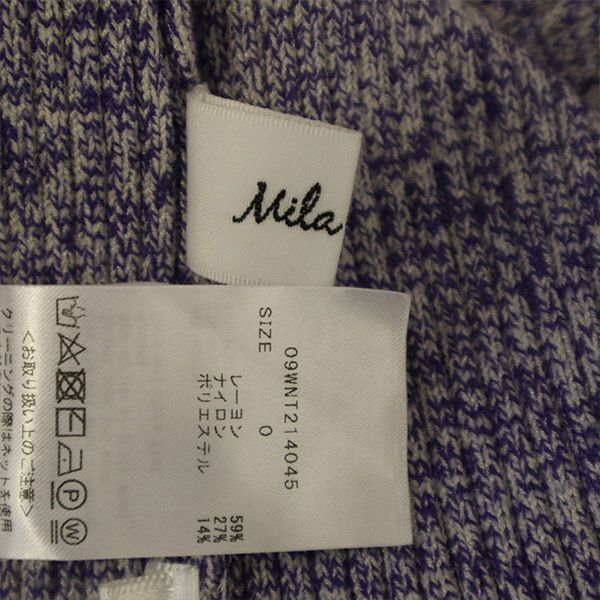 Mila
09WNT214045
SIZE 0
レーヨン 59%
ナイロン 27%
ポリエステル 14%
P W
<お取り扱い上のご注意>
クリーニングの際はネットを使用